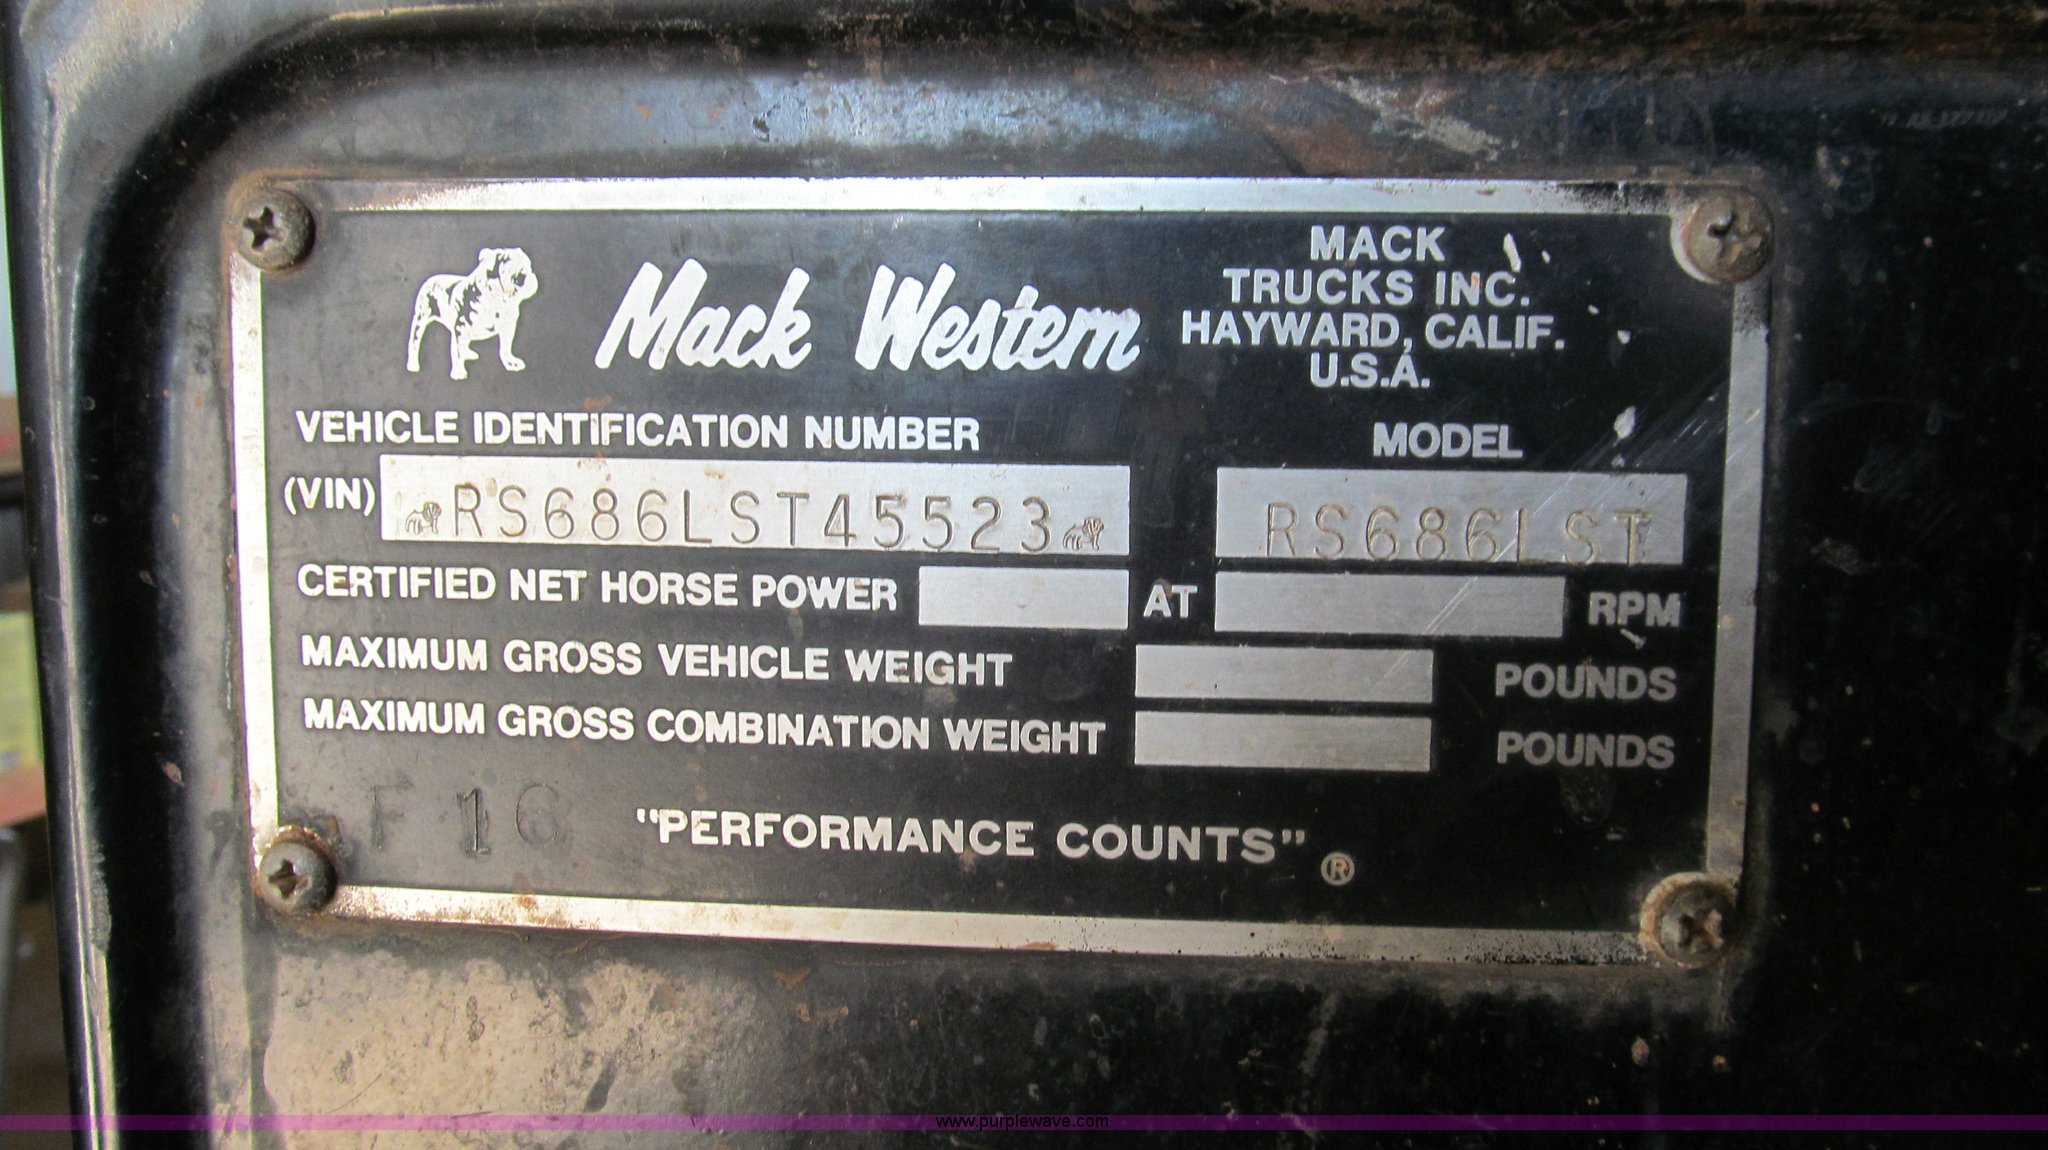 Mack Western
MACK
TRUCKS INC.
HAYWARD, CALIF.
U.S.A.
VEHICLE IDENTIFICATION NUMBER
MODEL
(VIN) RS686LST45523
RS686LST
CERTIFIED NET HORSE POWER AT RPM
MAXIMUM GROSS VEHICLE WEIGHT POUNDS
MAXIMUM GROSS COMBINATION WEIGHT POUNDS
F 16
"PERFORMANCE COUNTS" ®
www.purplewave.com